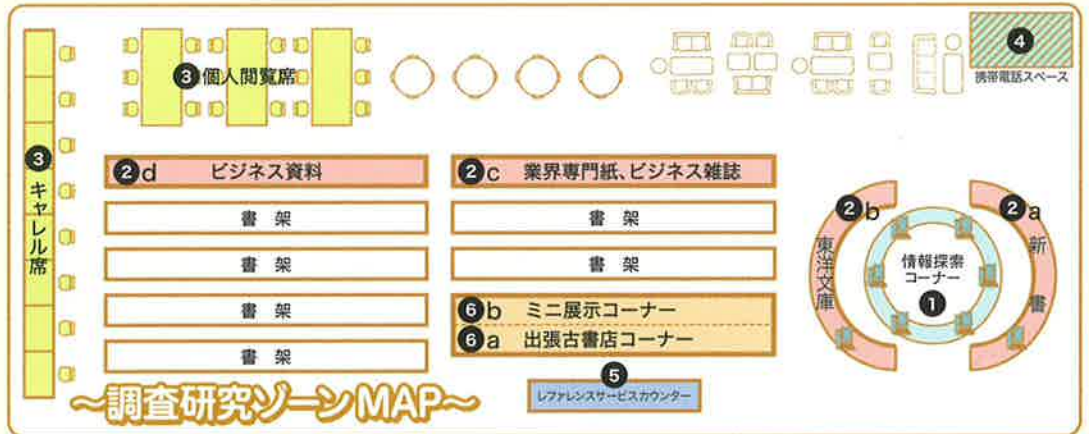 ❸個人閲覧席
❹
携帯電話スペース
❸
キャレル席
❷d ビジネス資料
書架
書架
書架
書架
❷c 業界専門紙、ビジネス雑誌
書架
書架
❻b ミニ展示コーナー
❻a 出張古書店コーナー
❺
レファレンスサービスカウンター
❷b
東洋文庫
❷a
新書
情報探索
コーナー
❶
～調査研究ゾーンMAP～